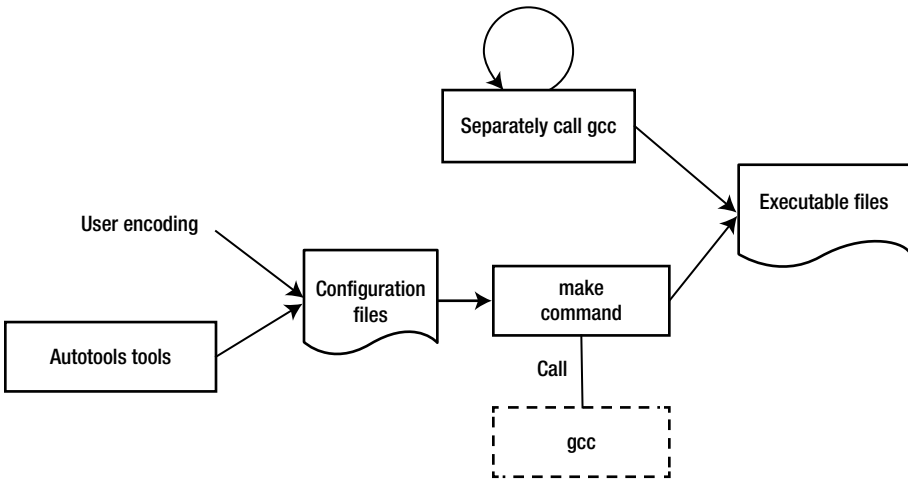 Separately call gcc
Executable files
User encoding
Configuration
files
make
command
Autotools tools
Call
gcc